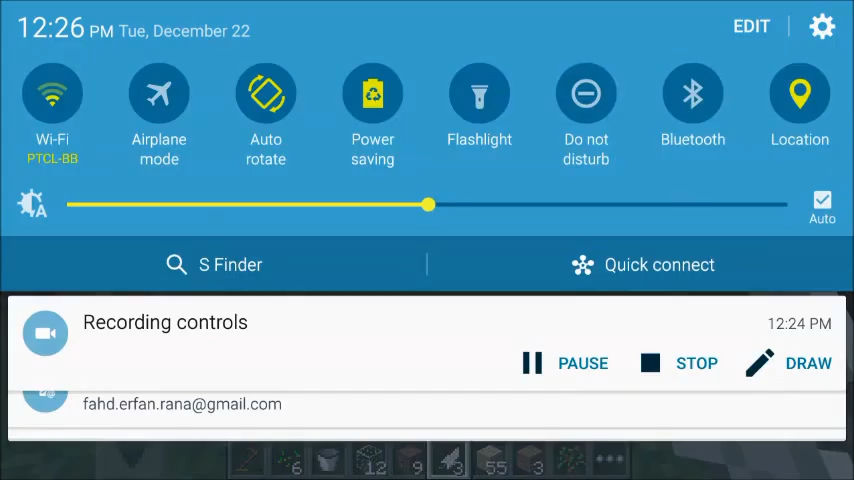 12:26 PM Tue, December 22
EDIT
Wi-Fi
PTCL-BB
Airplane mode
Auto rotate
Power saving
Flashlight
Do not disturb
Bluetooth
Location
A
Auto
S Finder
Quick connect
Recording controls
12:24 PM
PAUSE
STOP
DRAW
fahd.erfan.rana@gmail.com
6
12
9
3
55
3